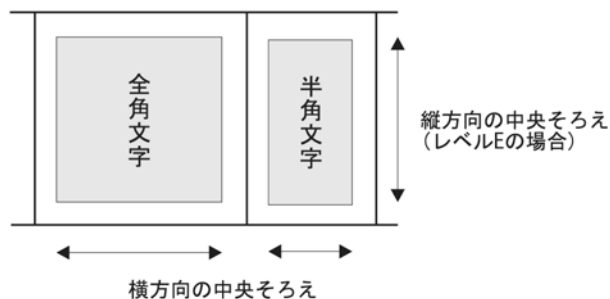 全角文字
半角文字
縦方向の中央そろえ
(レベルEの場合)
横方向の中央そろえ